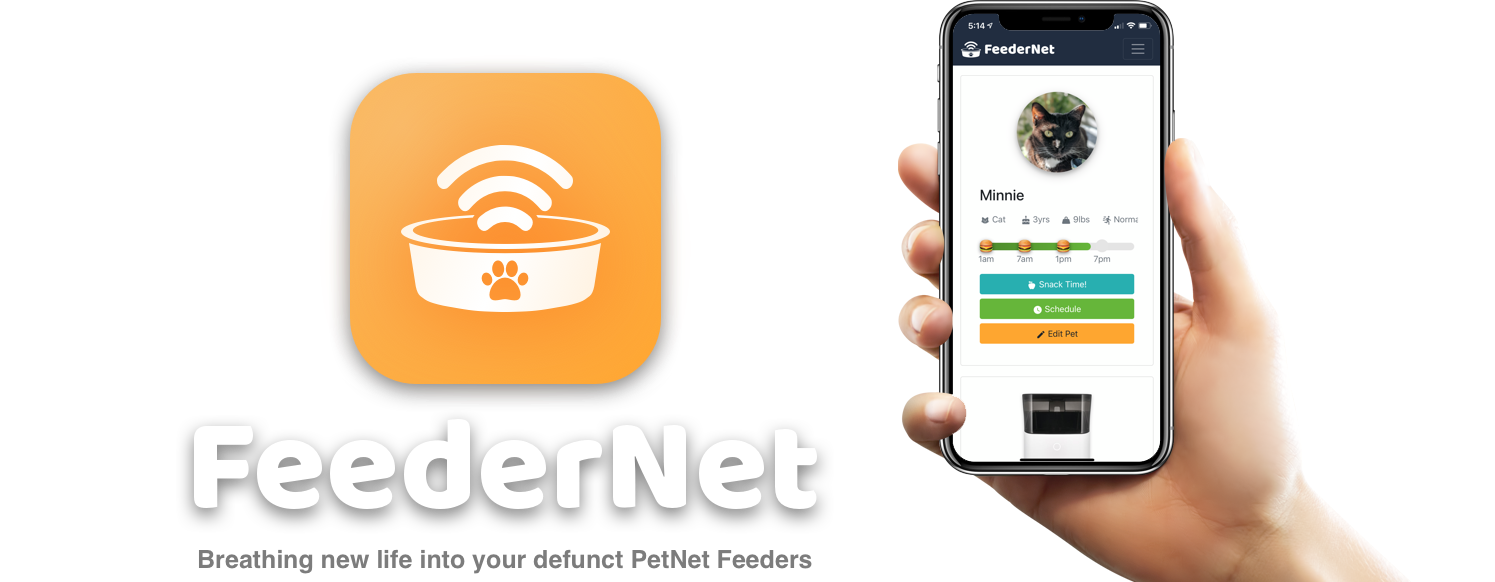 FeederNet
Breathing new life into your defunct PetNet Feeders
5:14
FeederNet
Minnie
Cat 3yrs 9lbs Norma
1am 7am 1pm 7pm
Snack Time!
Schedule
Edit Pet